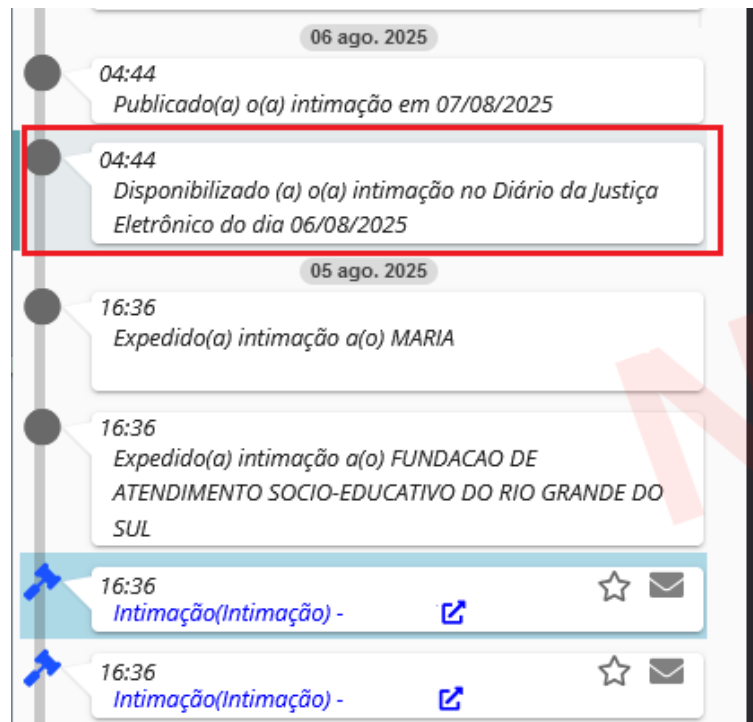 06 ago. 2025
04:44
Publicado(a) o(a) intimação em 07/08/2025
04:44
Disponibilizado (a) o(a) intimação no Diário da Justiça
Eletrônico do dia 06/08/2025
05 ago. 2025
16:36
Expedido(a) intimação a(o) MARIA
16:36
Expedido(a) intimação a(o) FUNDACAO DE
ATENDIMENTO SOCIO-EDUCATIVO DO RIO GRANDE DO
SUL
16:36
Intimação(Intimação) -
16:36
Intimação(Intimação) -